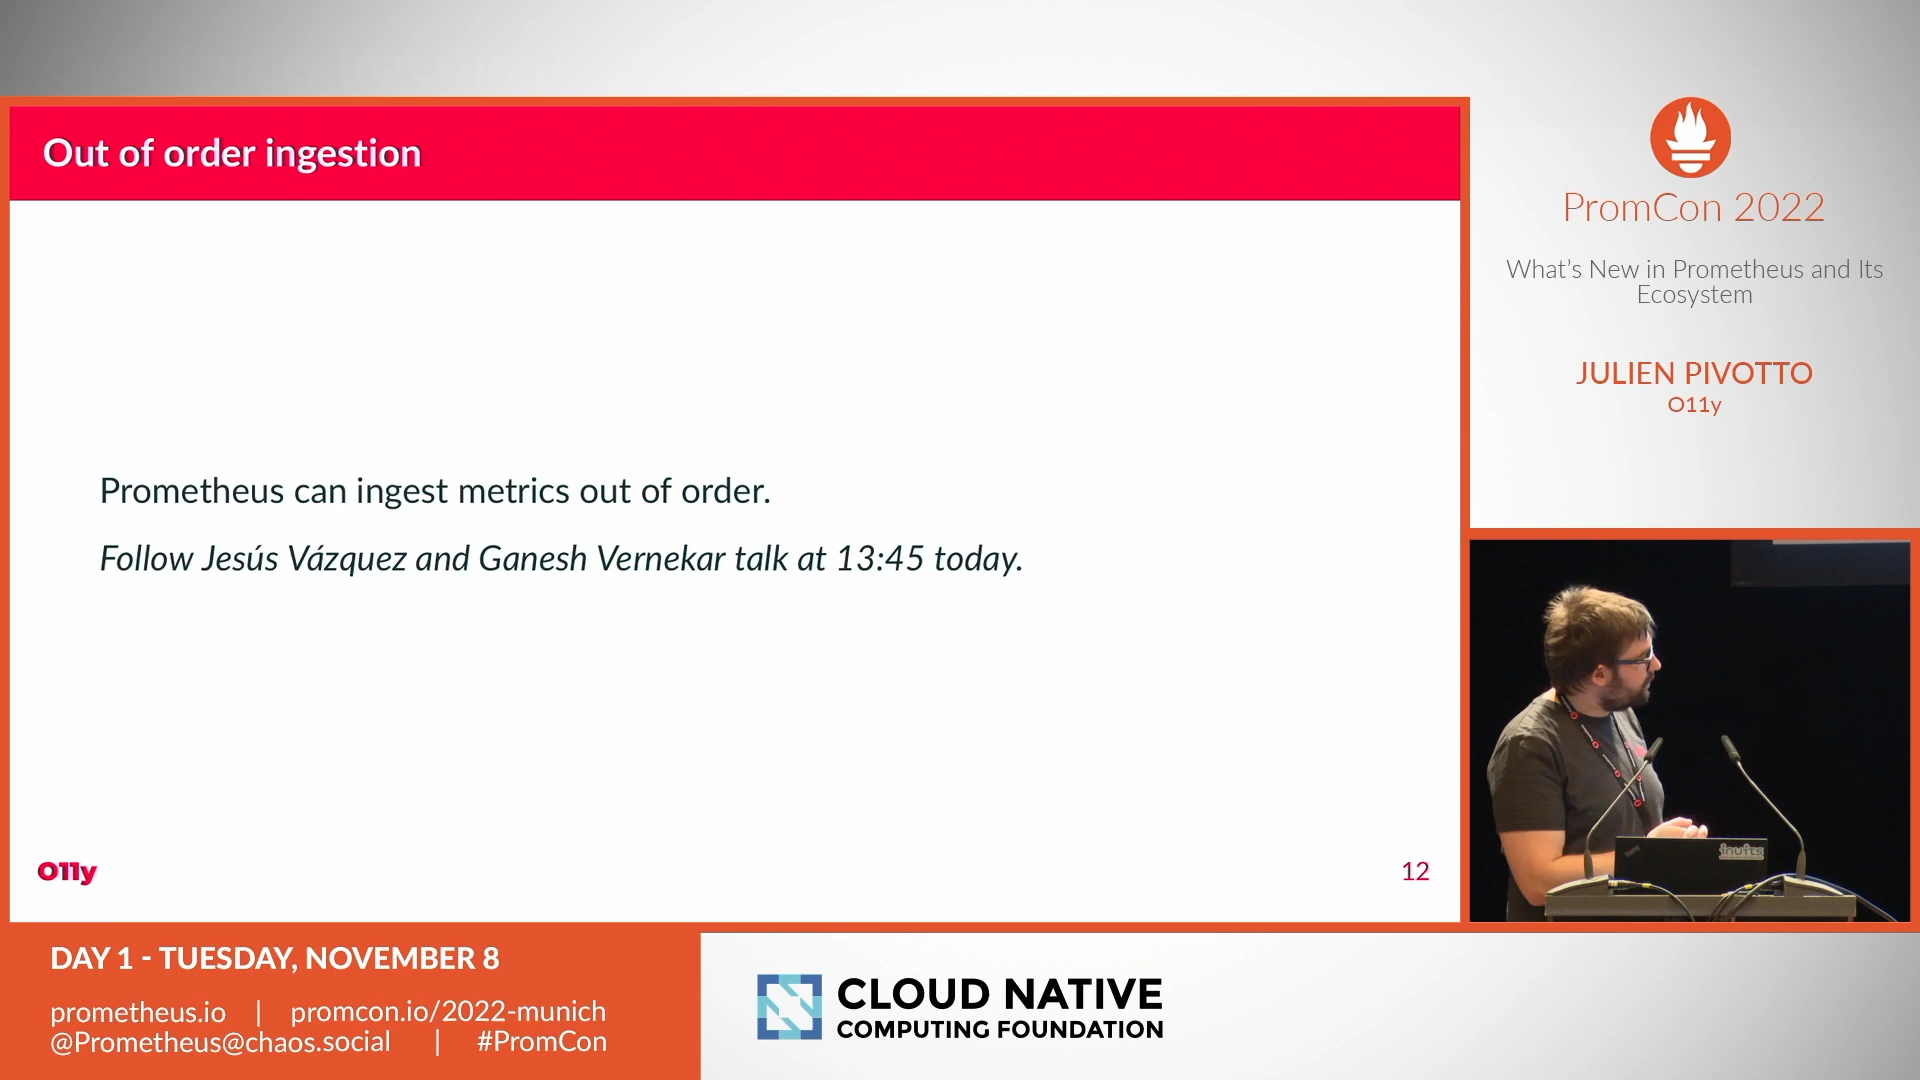 Out of order ingestion
Prometheus can ingest metrics out of order.
Follow Jesús Vázquez and Ganesh Vernekar talk at 13:45 today.
O11y
12
PromCon 2022
What's New in Prometheus and Its
Ecosystem
JULIEN PIVOTTO
O11y
inuits
DAY 1 - TUESDAY, NOVEMBER 8
prometheus.io | promcon.io/2022-munich
@Prometheus@chaos.social | #PromCon
CLOUD NATIVE
COMPUTING FOUNDATION